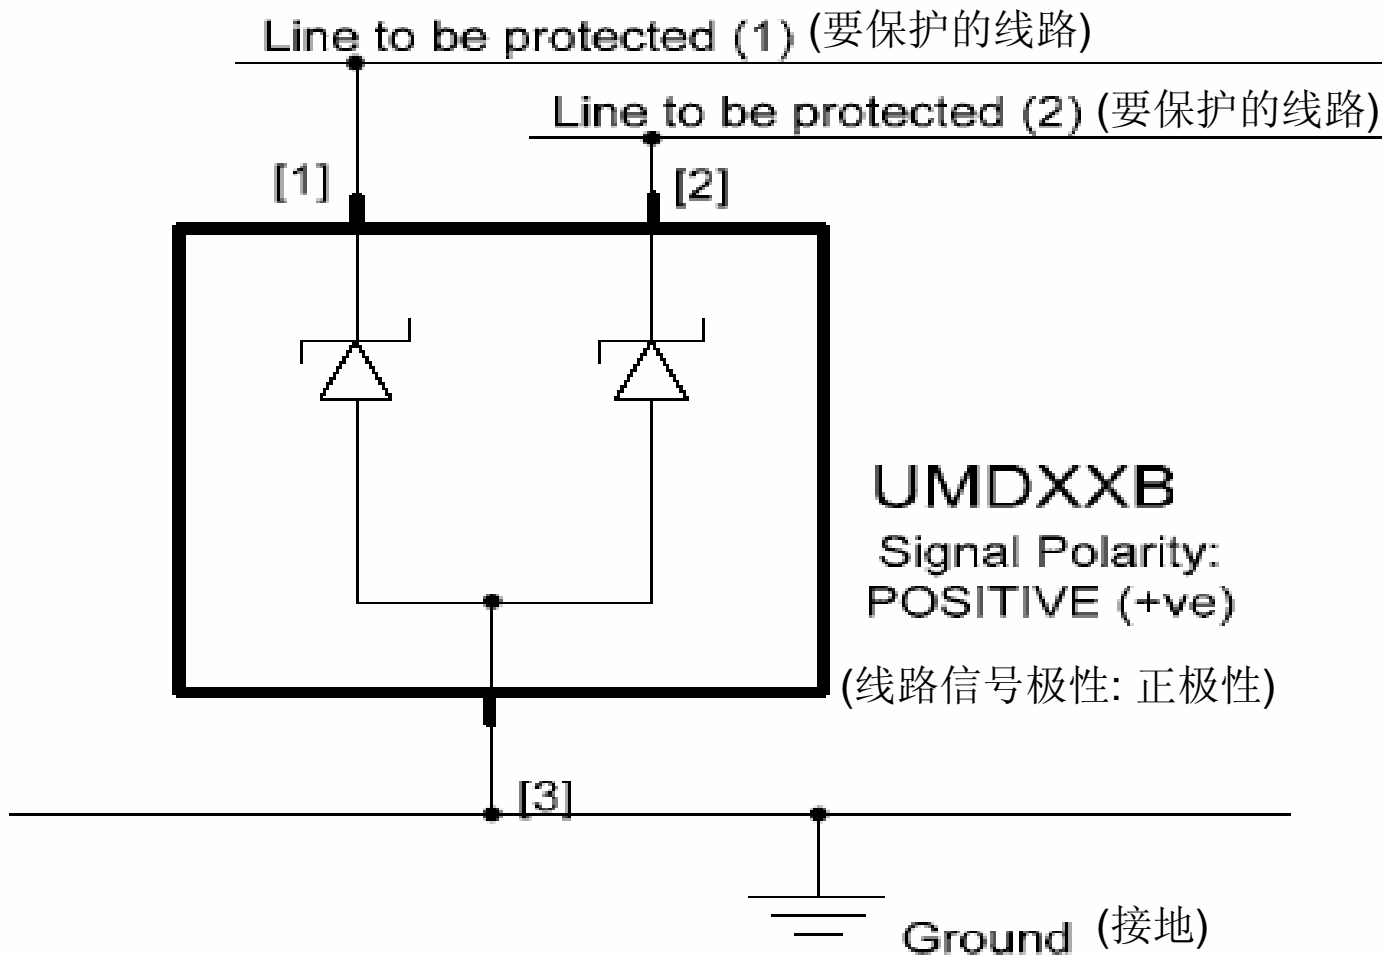 Line to be protected (1) (要保护的线路)
Line to be protected (2) (要保护的线路)
[1]
[2]
UMDXXB
Signal Polarity:
POSITIVE (+ve)
(线路信号极性: 正极性)
[3]
Ground (接地)